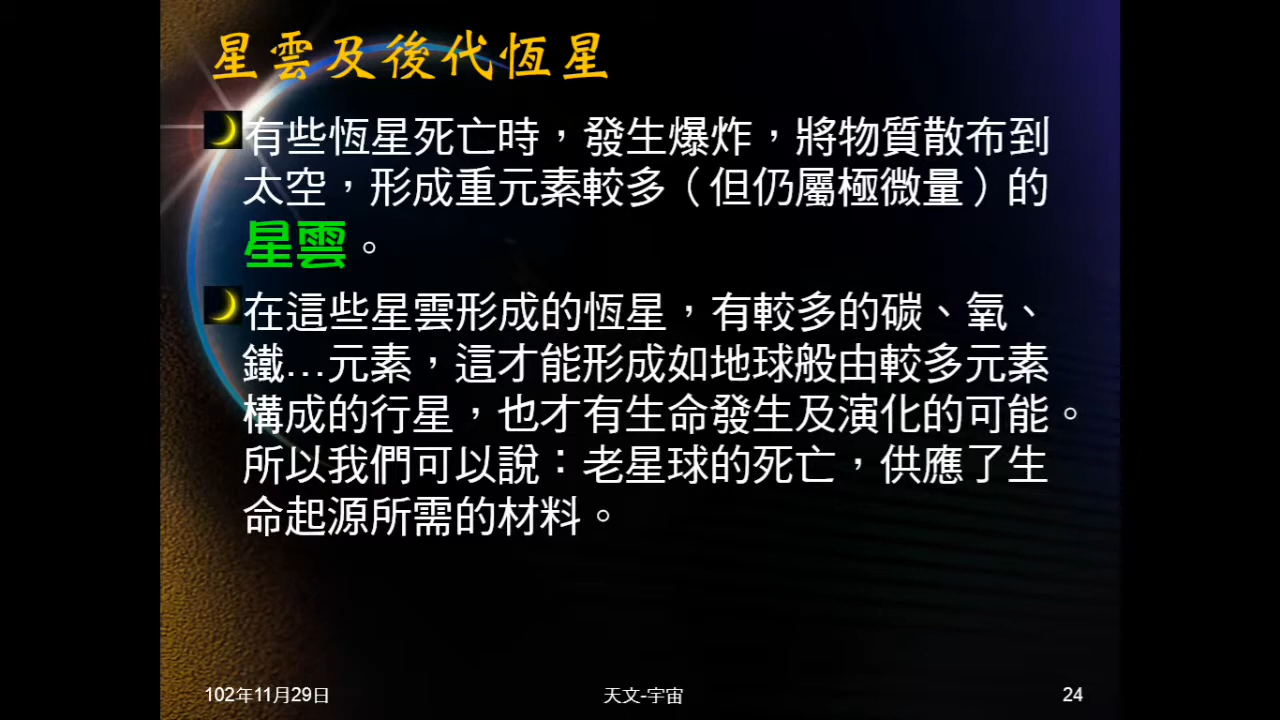 星雲及後代恆星
有些恆星死亡時，發生爆炸，將物質散布到
太空，形成重元素較多（但仍屬極微量）的
星雲。
在這些星雲形成的恆星，有較多的碳、氧、
鐵…元素，這才能形成如地球般由較多元素
構成的行星，也才有生命發生及演化的可能。
所以我們可以說：老星球的死亡，供應了生
命起源所需的材料。
102年11月29日
天文-宇宙
24